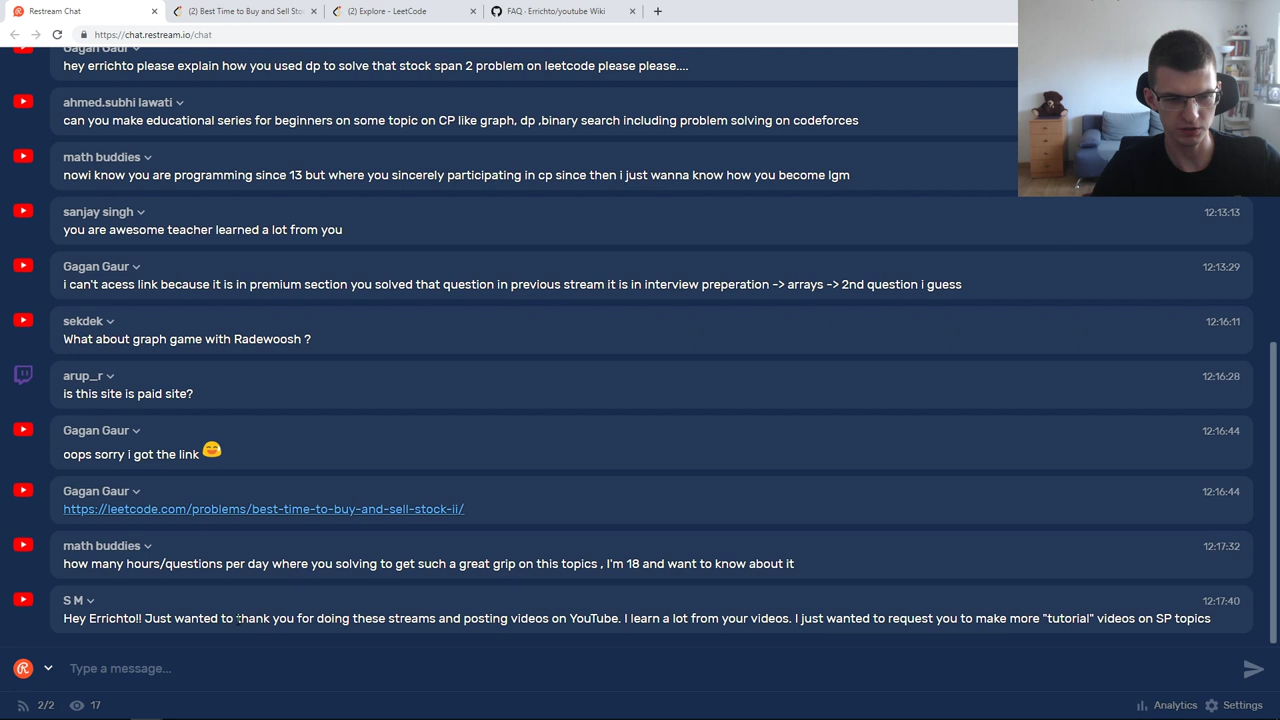 Restream Chat
(2) Best Time to Buy and Sell Sto
(2) Explore - LeetCode
FAQ · Errichto/youtube Wiki
https://chat.restream.io/chat
Gagan Gaur
hey errichto please explain how you used dp to solve that stock span 2 problem on leetcode please please....
ahmed.subhi lawati
can you make educational series for beginners on some topic on CP like graph, dp ,binary search including problem solving on codeforces
math buddies
nowi know you are programming since 13 but where you sincerely participating in cp since then i just wanna know how you become lgm
sanjay singh
12:13:13
you are awesome teacher learned a lot from you
Gagan Gaur
12:13:29
i can't acess link because it is in premium section you solved that question in previous stream it is in interview preperation -> arrays -> 2nd question i guess
sekdek
12:16:11
What about graph game with Radewoosh ?
arup_r
12:16:28
is this site is paid site?
Gagan Gaur
12:16:44
oops sorry i got the link
Gagan Gaur
12:16:44
https://leetcode.com/problems/best-time-to-buy-and-sell-stock-ii/
math buddies
12:17:32
how many hours/questions per day where you solving to get such a great grip on this topics , I'm 18 and want to know about it
S M
12:17:40
Hey Errichto!! Just wanted to thank you for doing these streams and posting videos on YouTube. I learn a lot from your videos. I just wanted to request you to make more "tutorial" videos on SP topics
Type a message...
2/2
17
Analytics
Settings